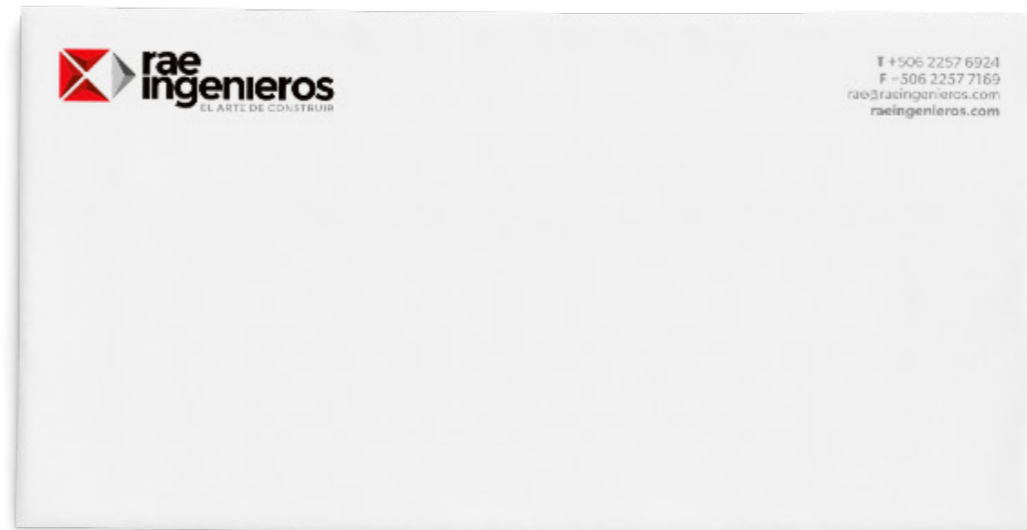 rae
ingenieros
EL ARTE DE CONSTRUIR
T +506 2257 6924
F +506 2257 7169
rae@raeingenieros.com
raeingenieros.com